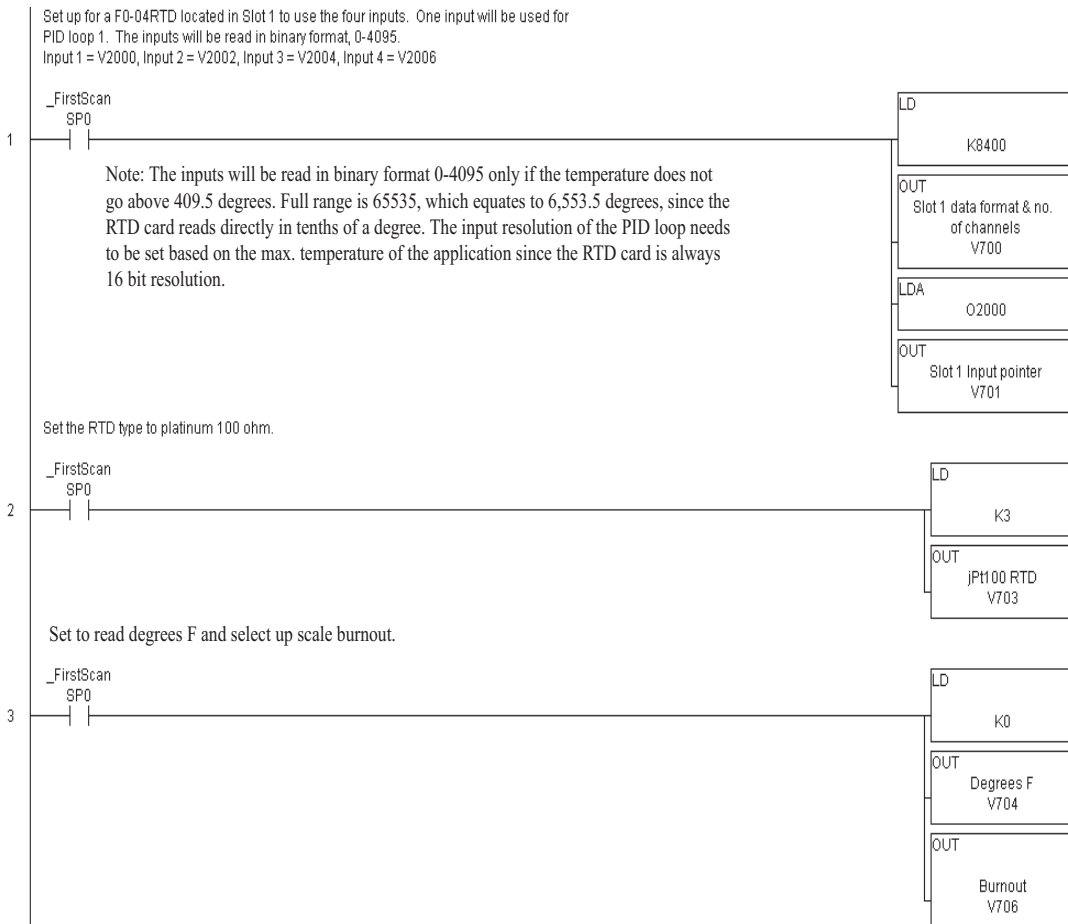 Set up for a F0-04RTD located in Slot 1 to use the four inputs. One input will be used for
PID loop 1. The inputs will be read in binary format, 0-4095.
Input 1 = V2000, Input 2 = V2002, Input 3 = V2004, Input 4 = V2006
_FirstScan
SP0
1
LD
K8400
OUT
Slot 1 data format & no.
of channels
V700
LDA
O2000
OUT
Slot 1 Input pointer
V701
Note: The inputs will be read in binary format 0-4095 only if the temperature does not
go above 409.5 degrees. Full range is 65535, which equates to 6,553.5 degrees, since the
RTD card reads directly in tenths of a degree. The input resolution of the PID loop needs
to be set based on the max. temperature of the application since the RTD card is always
16 bit resolution.
Set the RTD type to platinum 100 ohm.
_FirstScan
SP0
2
LD
K3
OUT
jPt100 RTD
V703
Set to read degrees F and select up scale burnout.
_FirstScan
SP0
3
LD
K0
OUT
Degrees F
V704
OUT
Burnout
V706